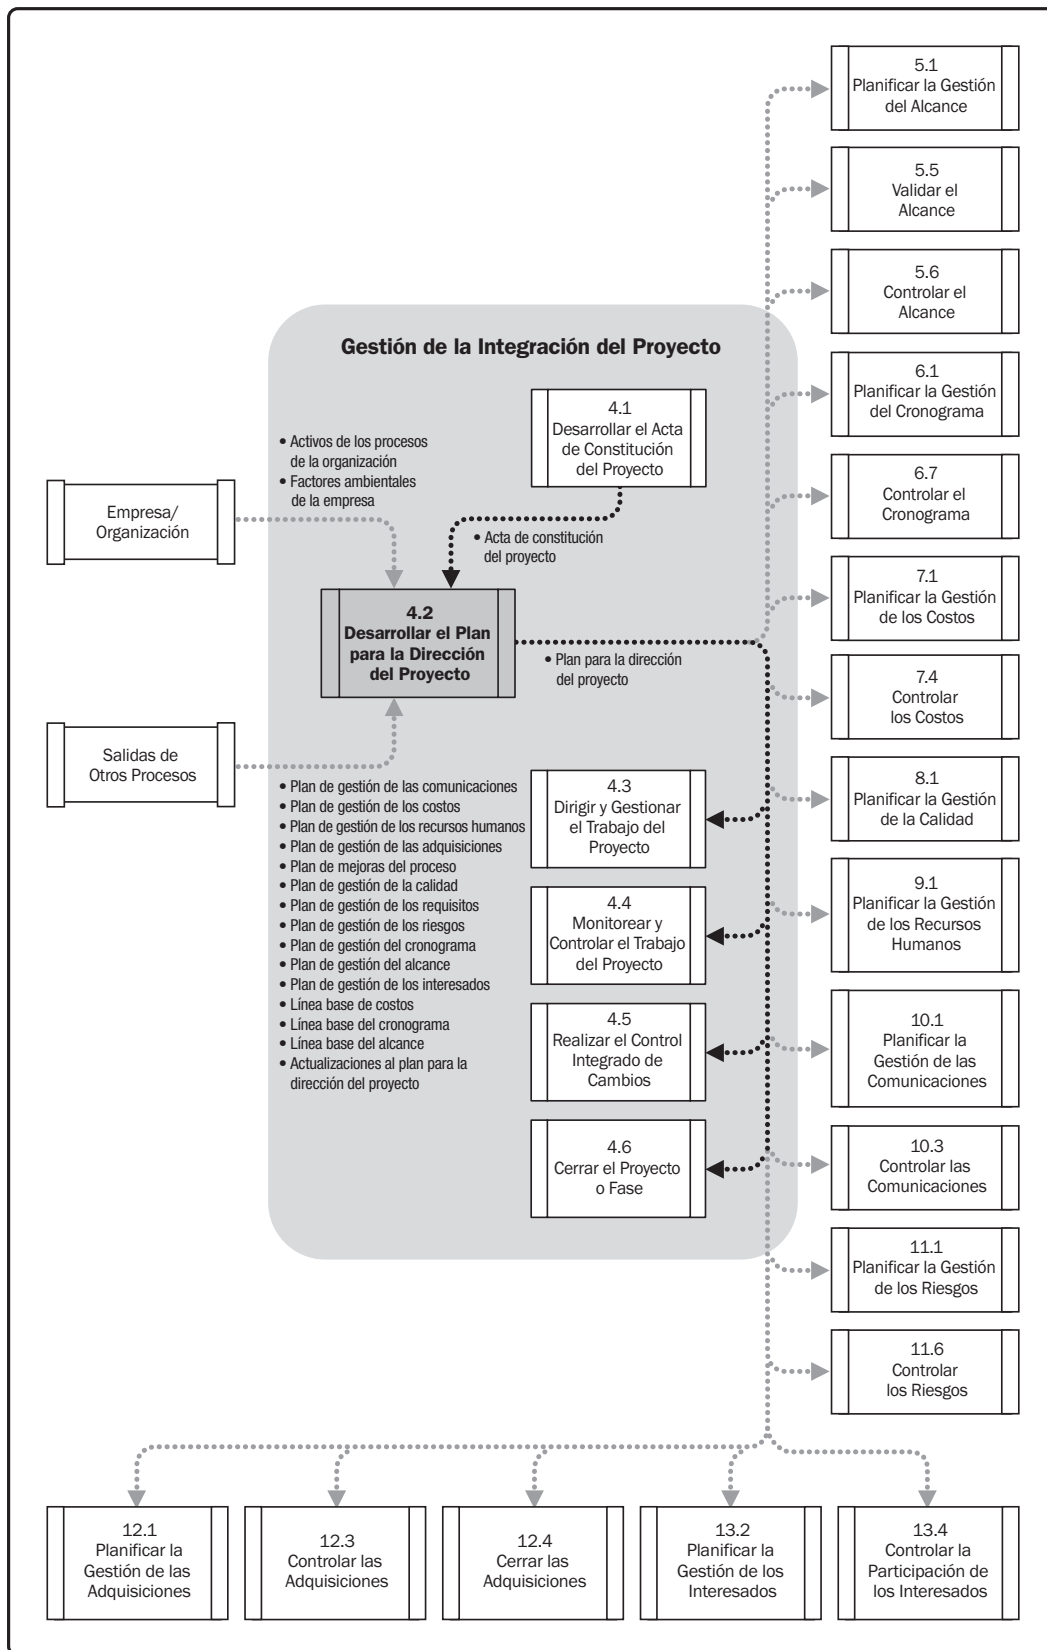 5.1
Planificar la Gestión
del Alcance
5.5
Validar el
Alcance
5.6
Controlar el
Alcance
Gestión de la Integración del Proyecto
6.1
Planificar la Gestión
del Cronograma
4.1
Desarrollar el Acta
de Constitución
del Proyecto
• Activos de los procesos
de la organización
• Factores ambientales
de la empresa
6.7
Controlar el
Cronograma
Empresa/
Organización
• Acta de constitución
del proyecto
7.1
Planificar la Gestión
de los Costos
4.2
Desarrollar el Plan
para la Dirección
del Proyecto
• Plan para la dirección
del proyecto
7.4
Controlar
los Costos
Salidas de
Otros Procesos
• Plan de gestión de las comunicaciones
• Plan de gestión de los costos
• Plan de gestión de los recursos humanos
• Plan de gestión de las adquisiciones
• Plan de mejoras del proceso
• Plan de gestión de la calidad
• Plan de gestión de los requisitos
• Plan de gestión de los riesgos
• Plan de gestión del cronograma
• Plan de gestión del alcance
• Plan de gestión de los interesados
• Línea base de costos
• Línea base del cronograma
• Línea base del alcance
• Actualizaciones al plan para la
dirección del proyecto
4.3
Dirigir y Gestionar
el Trabajo del
Proyecto
8.1
Planificar la Gestión
de la Calidad
4.4
Monitorear y
Controlar el Trabajo
del Proyecto
9.1
Planificar la Gestión
de los Recursos
Humanos
4.5
Realizar el Control
Integrado de
Cambios
10.1
Planificar la
Gestión de las
Comunicaciones
4.6
Cerrar el Proyecto
o Fase
10.3
Controlar las
Comunicaciones
11.1
Planificar la Gestión
de los Riesgos
11.6
Controlar
los Riesgos
12.1
Planificar la
Gestión de las
Adquisiciones
12.3
Controlar las
Adquisiciones
12.4
Cerrar las
Adquisiciones
13.2
Planificar la
Gestión de los
Interesados
13.4
Controlar la
Participación de
los Interesados